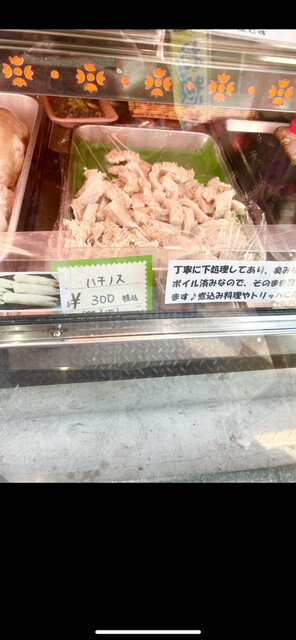 ハチノス
¥ 300 税込
丁寧に下処理してあり、臭み
ボイル済みなので、そのまま
ます♪煮込み料理やトリッパ